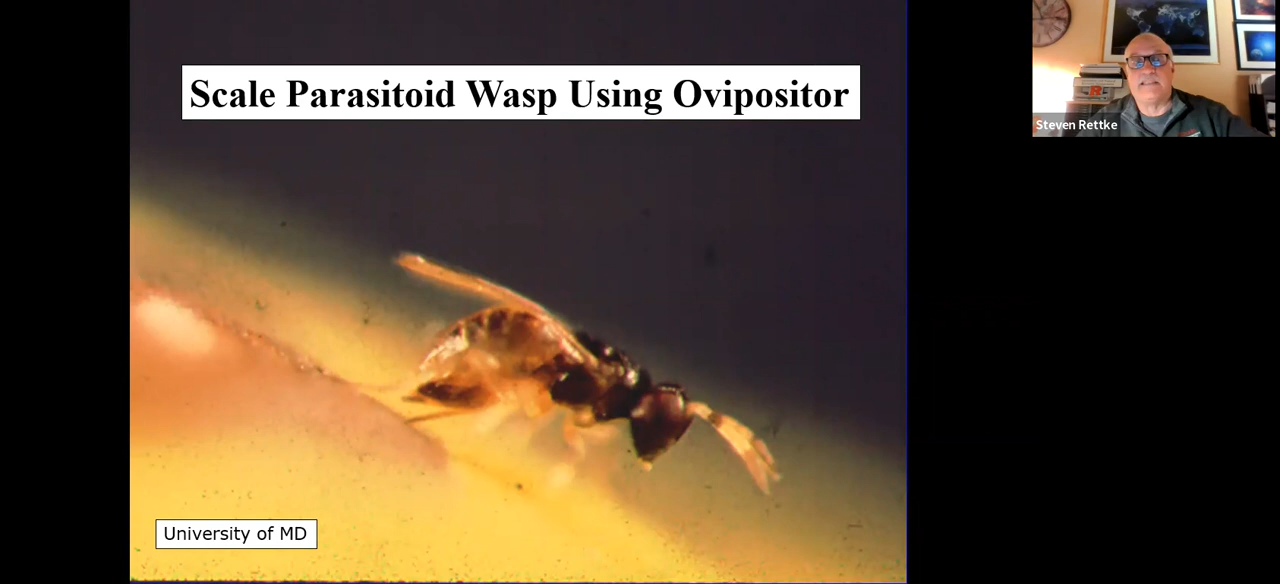 Scale Parasitoid Wasp Using Ovipositor
R
Steven Rettke
University of MD